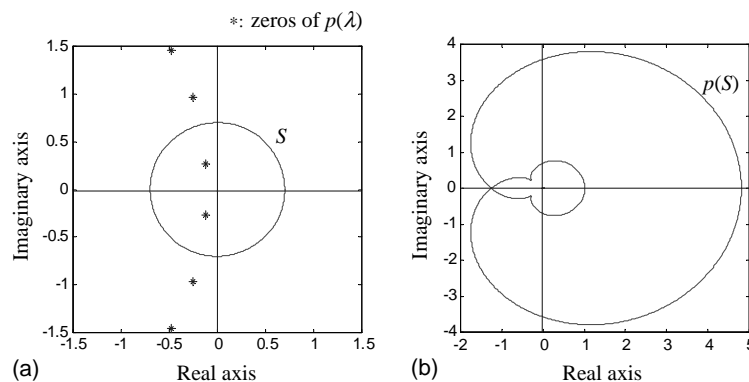 *: zeros of p(λ)
1.5
1
0.5
0
-0.5
-1
-1.5
-1.5 -1 -0.5 0 0.5 1 1.5
Imaginary axis
Real axis
S
(a)
4
3
2
1
0
-1
-2
-3
-4
-2 -1 0 1 2 3 4 5
Imaginary axis
Real axis
p(S)
(b)